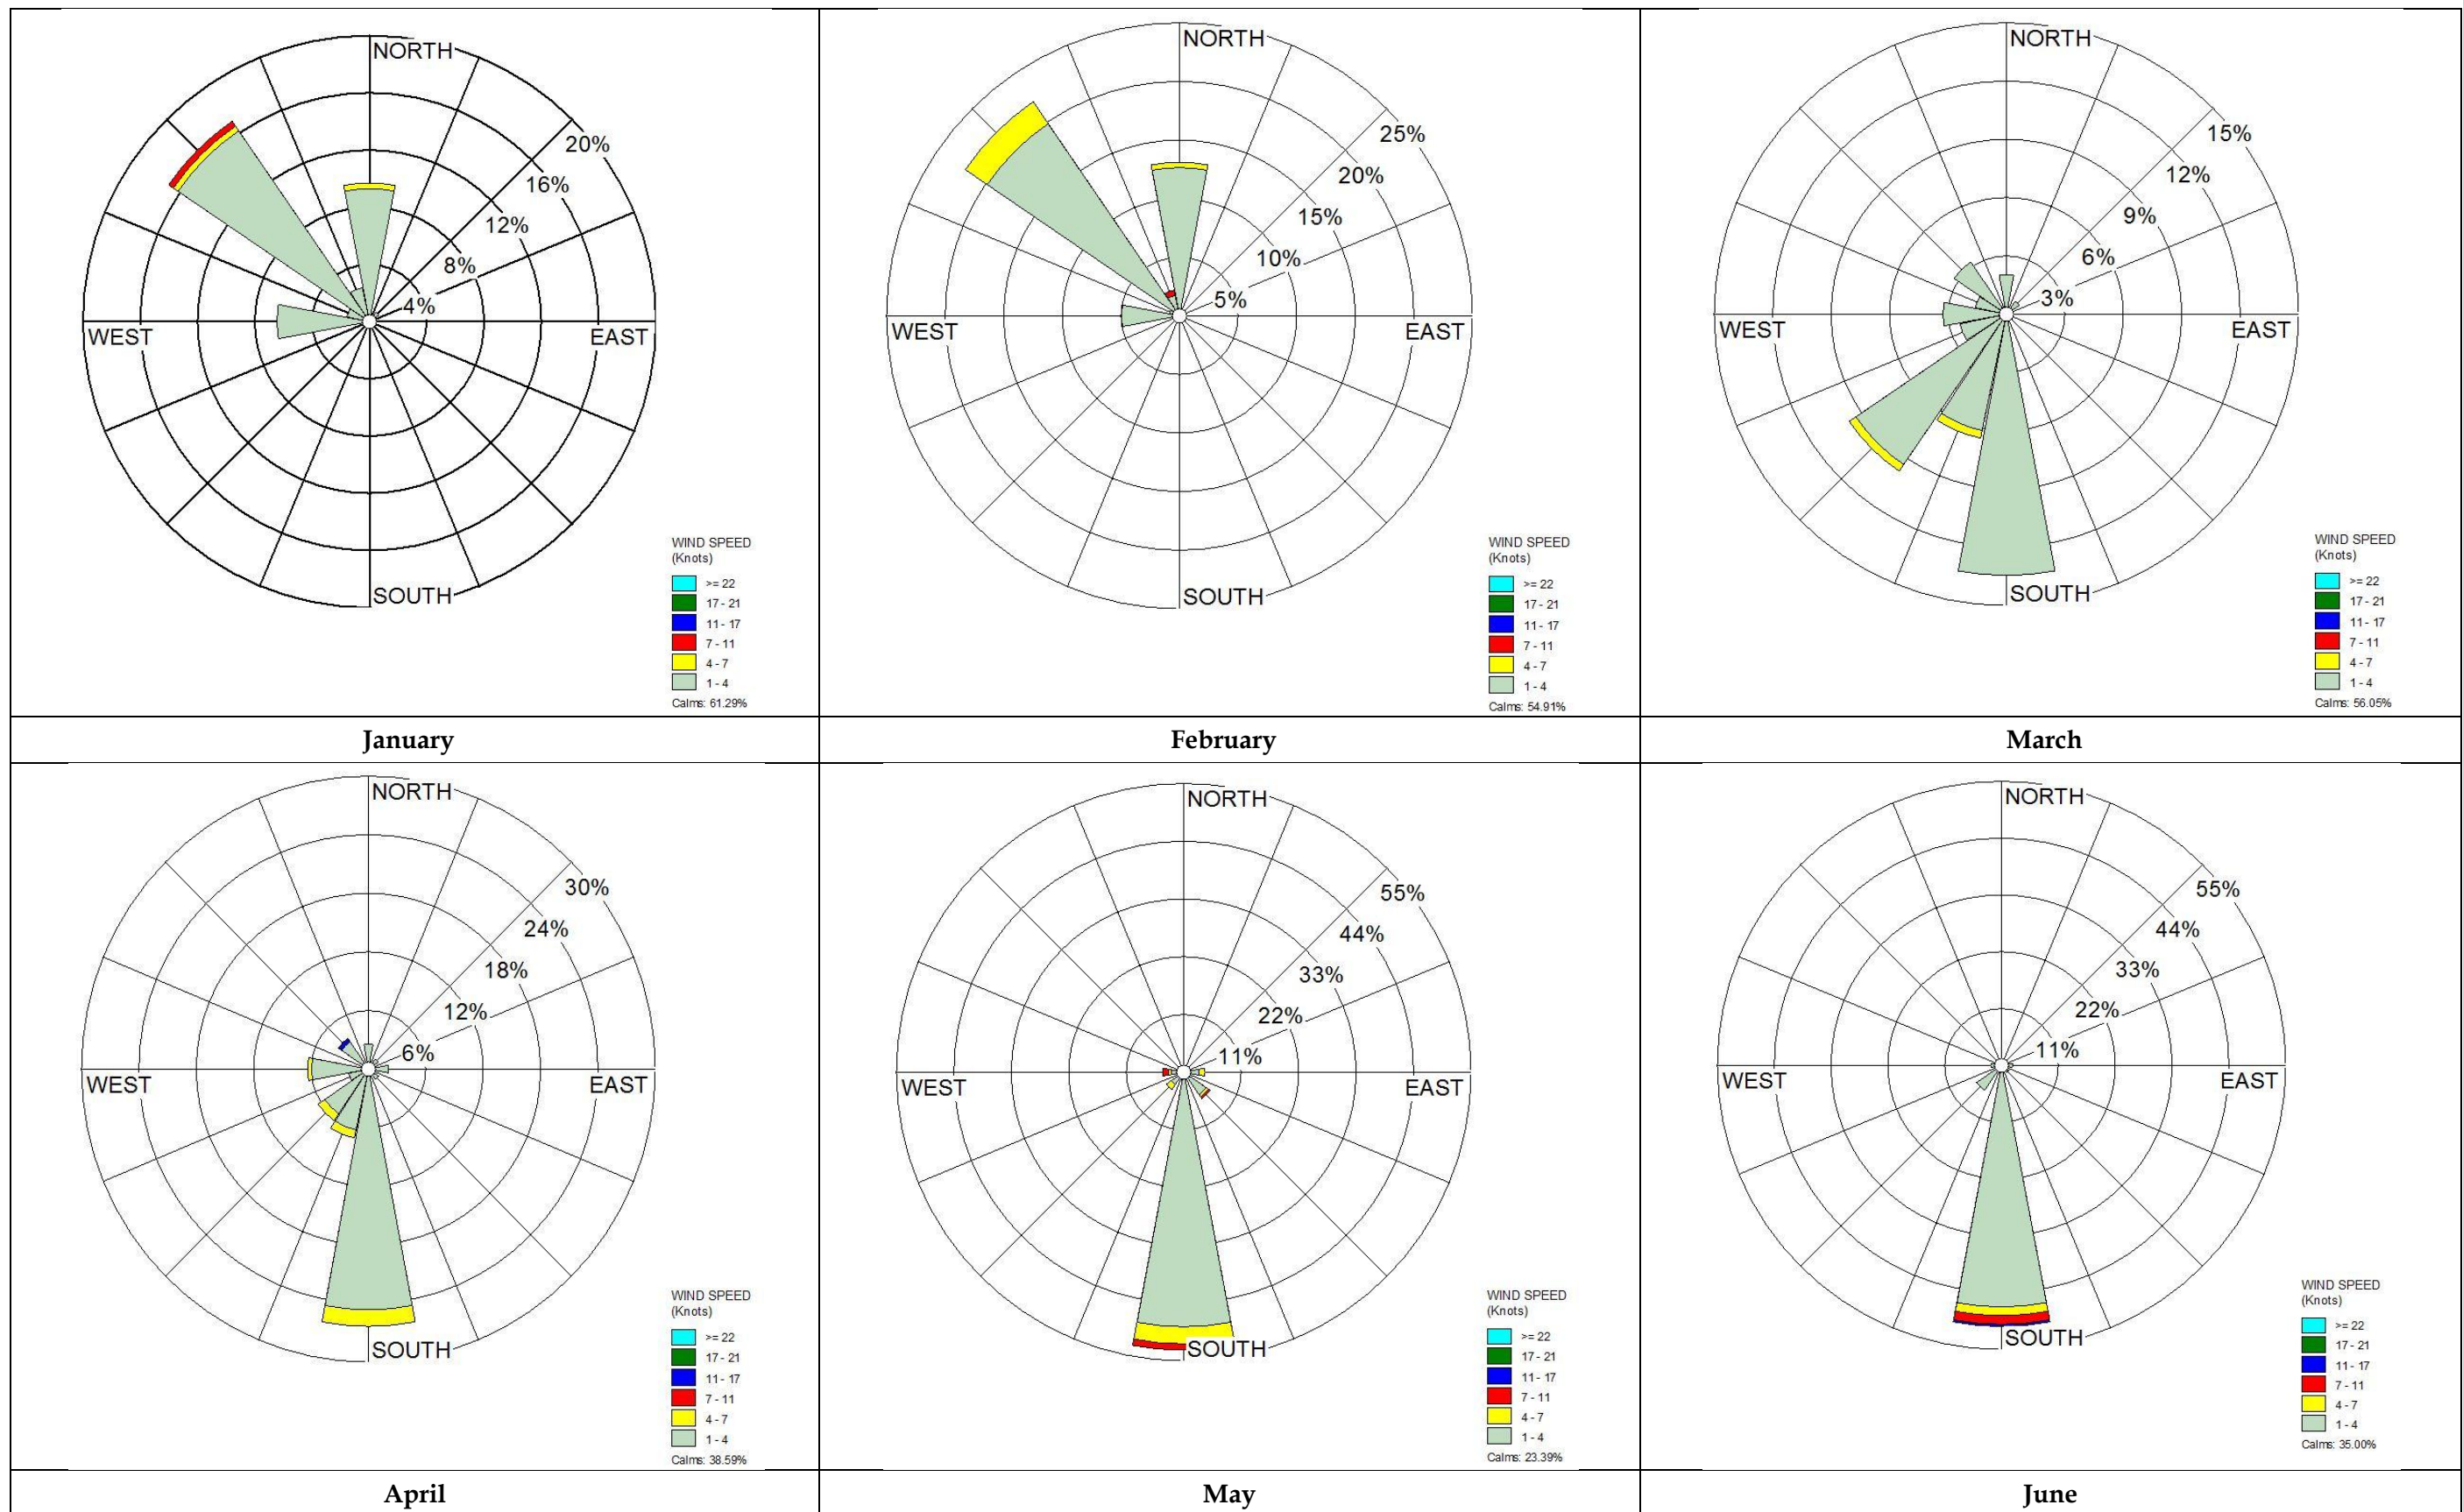 NORTH
20%
16%
12%
8%
4%
WEST
EAST
SOUTH
WIND SPEED
(Knots)
>= 22
17 - 21
11 - 17
7 - 11
4 - 7
1 - 4
Calms: 61.29%
January
NORTH
25%
20%
15%
10%
5%
WEST
EAST
SOUTH
WIND SPEED
(Knots)
>= 22
17 - 21
11 - 17
7 - 11
4 - 7
1 - 4
Calms: 54.91%
February
NORTH
15%
12%
9%
6%
3%
WEST
EAST
SOUTH
WIND SPEED
(Knots)
>= 22
17 - 21
11 - 17
7 - 11
4 - 7
1 - 4
Calms: 56.05%
March
NORTH
30%
24%
18%
12%
6%
WEST
EAST
SOUTH
WIND SPEED
(Knots)
>= 22
17 - 21
11 - 17
7 - 11
4 - 7
1 - 4
Calms: 38.59%
April
NORTH
55%
44%
33%
22%
11%
WEST
EAST
SOUTH
WIND SPEED
(Knots)
>= 22
17 - 21
11 - 17
7 - 11
4 - 7
1 - 4
Calms: 23.39%
May
NORTH
55%
44%
33%
22%
11%
WEST
EAST
SOUTH
WIND SPEED
(Knots)
>= 22
17 - 21
11 - 17
7 - 11
4 - 7
1 - 4
Calms: 35.00%
June